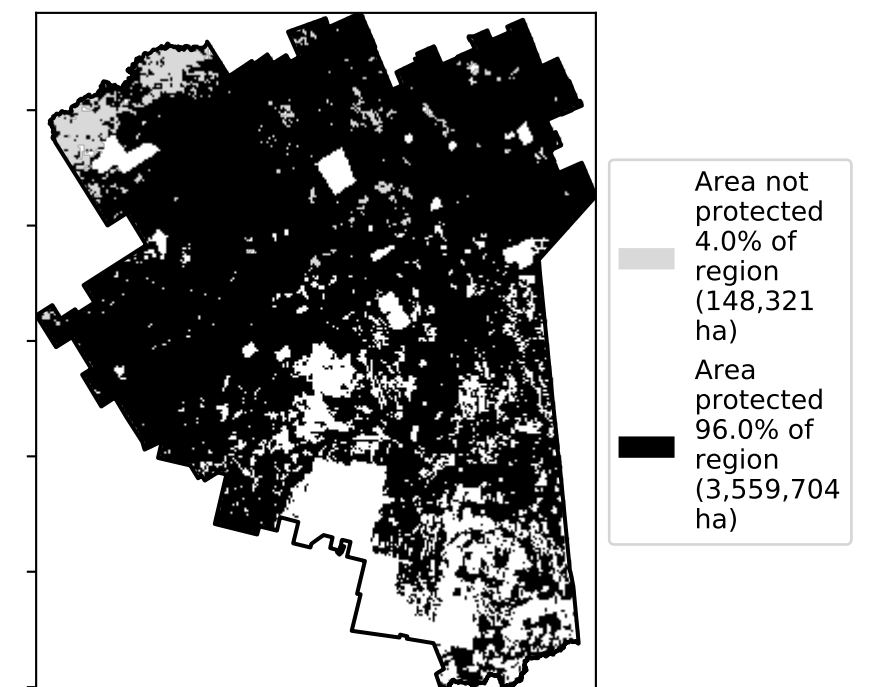 Area not
protected
4.0% of
region
(148,321
ha)
Area
protected
96.0% of
region
(3,559,704
ha)